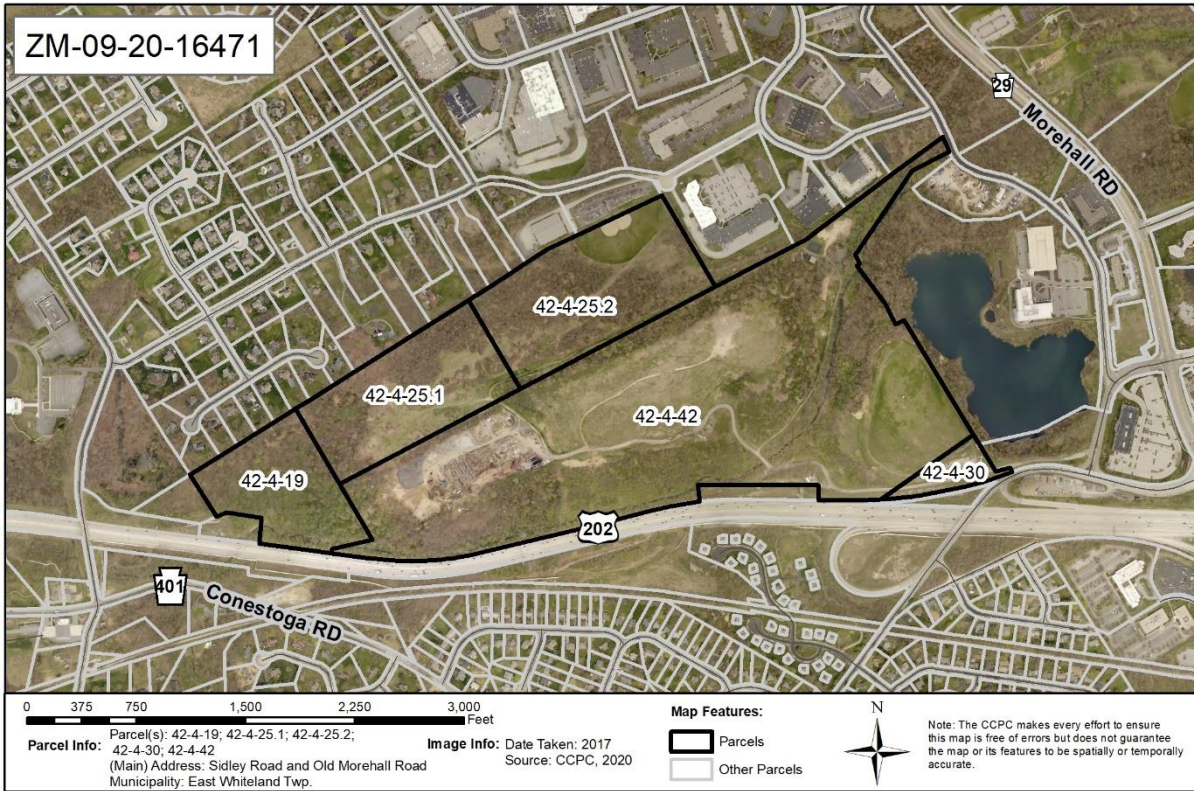 ZM-09-20-16471
29
Morehall RD
42-4-25.2
42-4-25.1
42-4-42
42-4-19
42-4-30
202
401
Conestoga RD
0 375 750 1,500 2,250 3,000
Feet
Parcel Info: Parcel(s): 42-4-19; 42-4-25.1; 42-4-25.2;
42-4-30; 42-4-42
(Main) Address: Sidley Road and Old Morehall Road
Municipality: East Whiteland Twp.
Image Info: Date Taken: 2017
Source: CCPC, 2020
Map Features:
Parcels
Other Parcels
N
Note: The CCPC makes every effort to ensure
this map is free of errors but does not guarantee
the map or its features to be spatially or temporally
accurate.